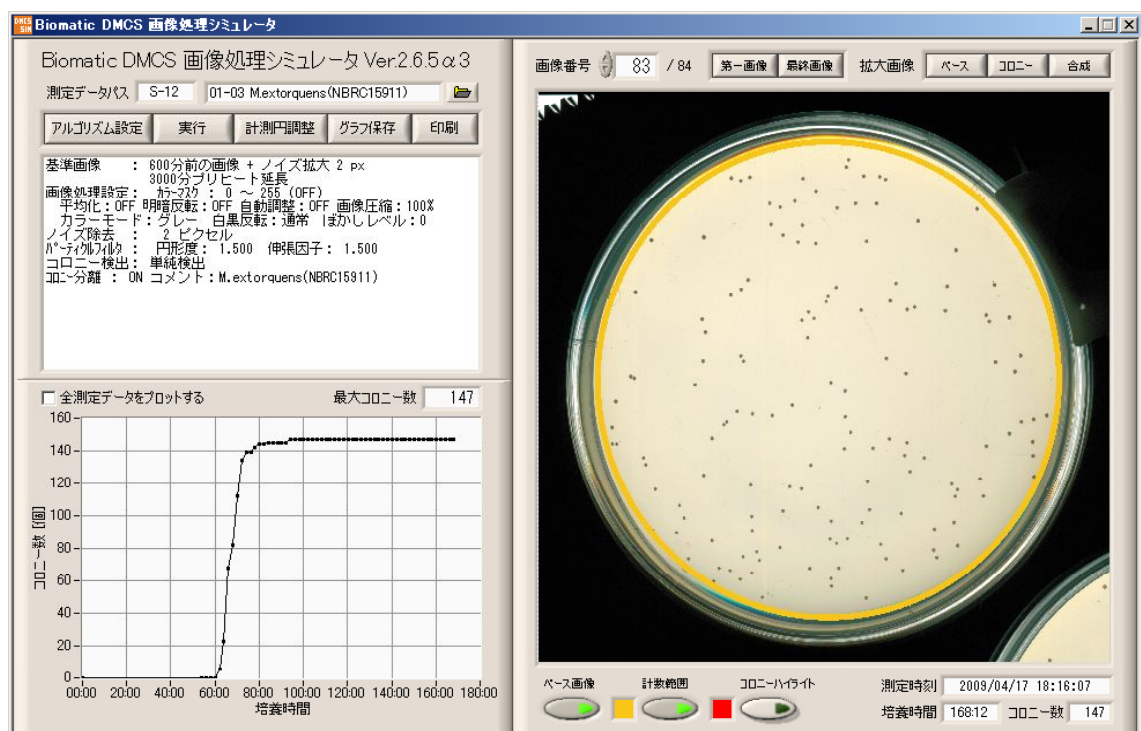 Biomatic DMCS 画像処理シミュレータ
Biomatic DMCS 画像処理シミュレータ Ver.2.6.5α3
測定データパス S-12 01-03 M.extorquens(NBRC15911)
アルゴリズム設定 実行 計測円調整 グラフ保存 印刷
基準画像 : 600分前の画像 + ノイズ拡大 2 px
3000分プリヒート延長
画像処理設定: カラーマスク : 0 ～ 255 (OFF)
平均化:OFF 明暗反転:OFF 自動調整:OFF 画像圧縮:100%
カラーモード:グレー 白黒反転:通常 ぼかしレベル:0
ノイズ除去 : 2 ピクセル
パーティクルフィルタ : 円形度: 1.500 伸張因子: 1.500
コロニー検出: 単純検出
コロニー分離 : ON コメント:M.extorquens(NBRC15911)
全測定データをプロットする 最大コロニー数 147
160
140
120
100
80
60
40
20
0
コロニー数 [個]
00:00 20:00 40:00 60:00 80:00 100:00 120:00 140:00 160:00 180:00
培養時間
画像番号 83 / 84 第一画像 最終画像 拡大画像 ベース コロニー 合成
ベース画像 計数範囲 コロニーハイライト
測定時刻 2009/04/17 18:16:07
培養時間 168:12 コロニー数 147